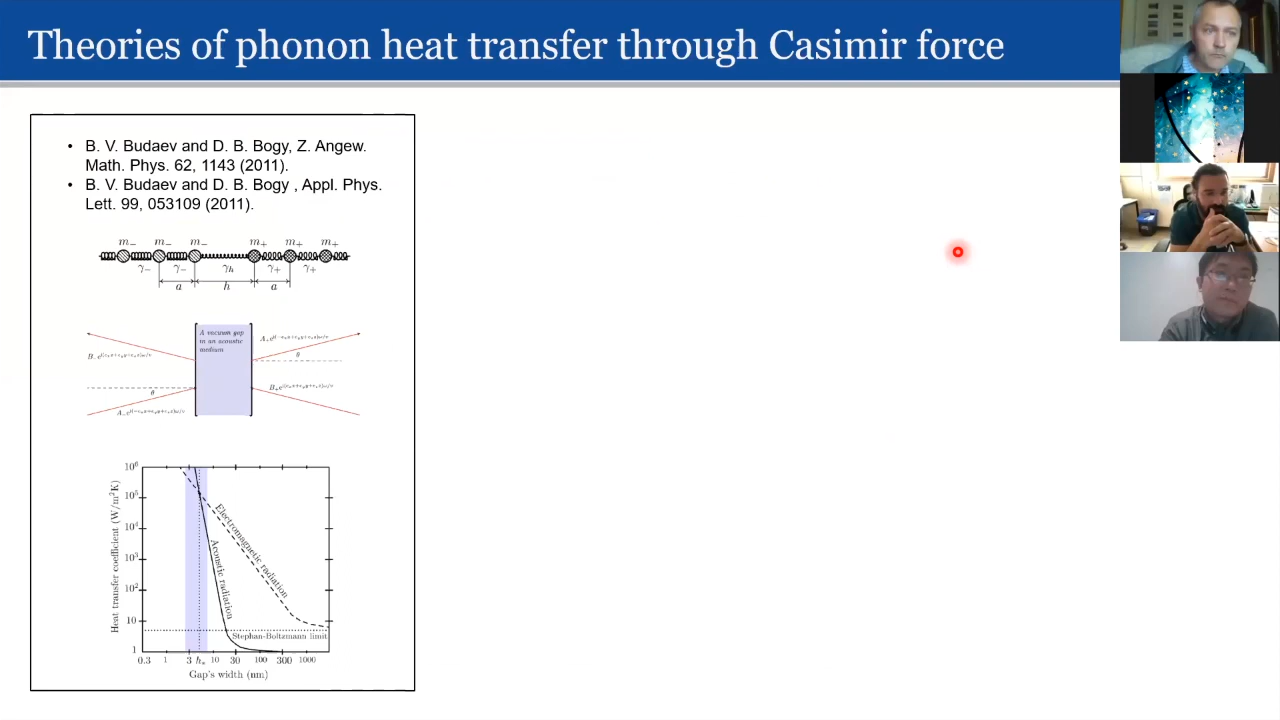 Theories of phonon heat transfer through Casimir force
• B. V. Budaev and D. B. Bogy, Z. Angew.
Math. Phys. 62, 1143 (2011).
• B. V. Budaev and D. B. Bogy , Appl. Phys.
Lett. 99, 053109 (2011).
m₋ m₋ m₋ m₊ m₊ m₊
γ₋ γ₋ γₕ γ₊ γ₊
a h a
A vacuum gap
in an acoustic
medium
θ
θ
Heat transfer coefficient (W/m²K)
10⁶
10⁵
10⁴
10³
10²
10
1
Electromagnetic radiation
Acoustic radiation
Stephan-Boltzmann limit
0.3 1 3 h* 10 30 100 300 1000
Gap's width (nm)